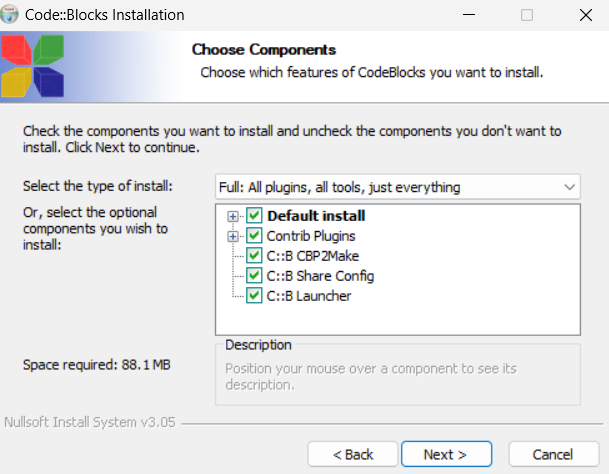 Code::Blocks Installation
Choose Components
Choose which features of CodeBlocks you want to install.
Check the components you want to install and uncheck the components you don't want to
install. Click Next to continue.
Select the type of install:
Full: All plugins, all tools, just everything
Or, select the optional
components you wish to
install:
Default install
Contrib Plugins
C::B CBP2Make
C::B Share Config
C::B Launcher
Space required: 88.1 MB
Description
Position your mouse over a component to see its
description.
Nullsoft Install System v3.05
< Back
Next >
Cancel